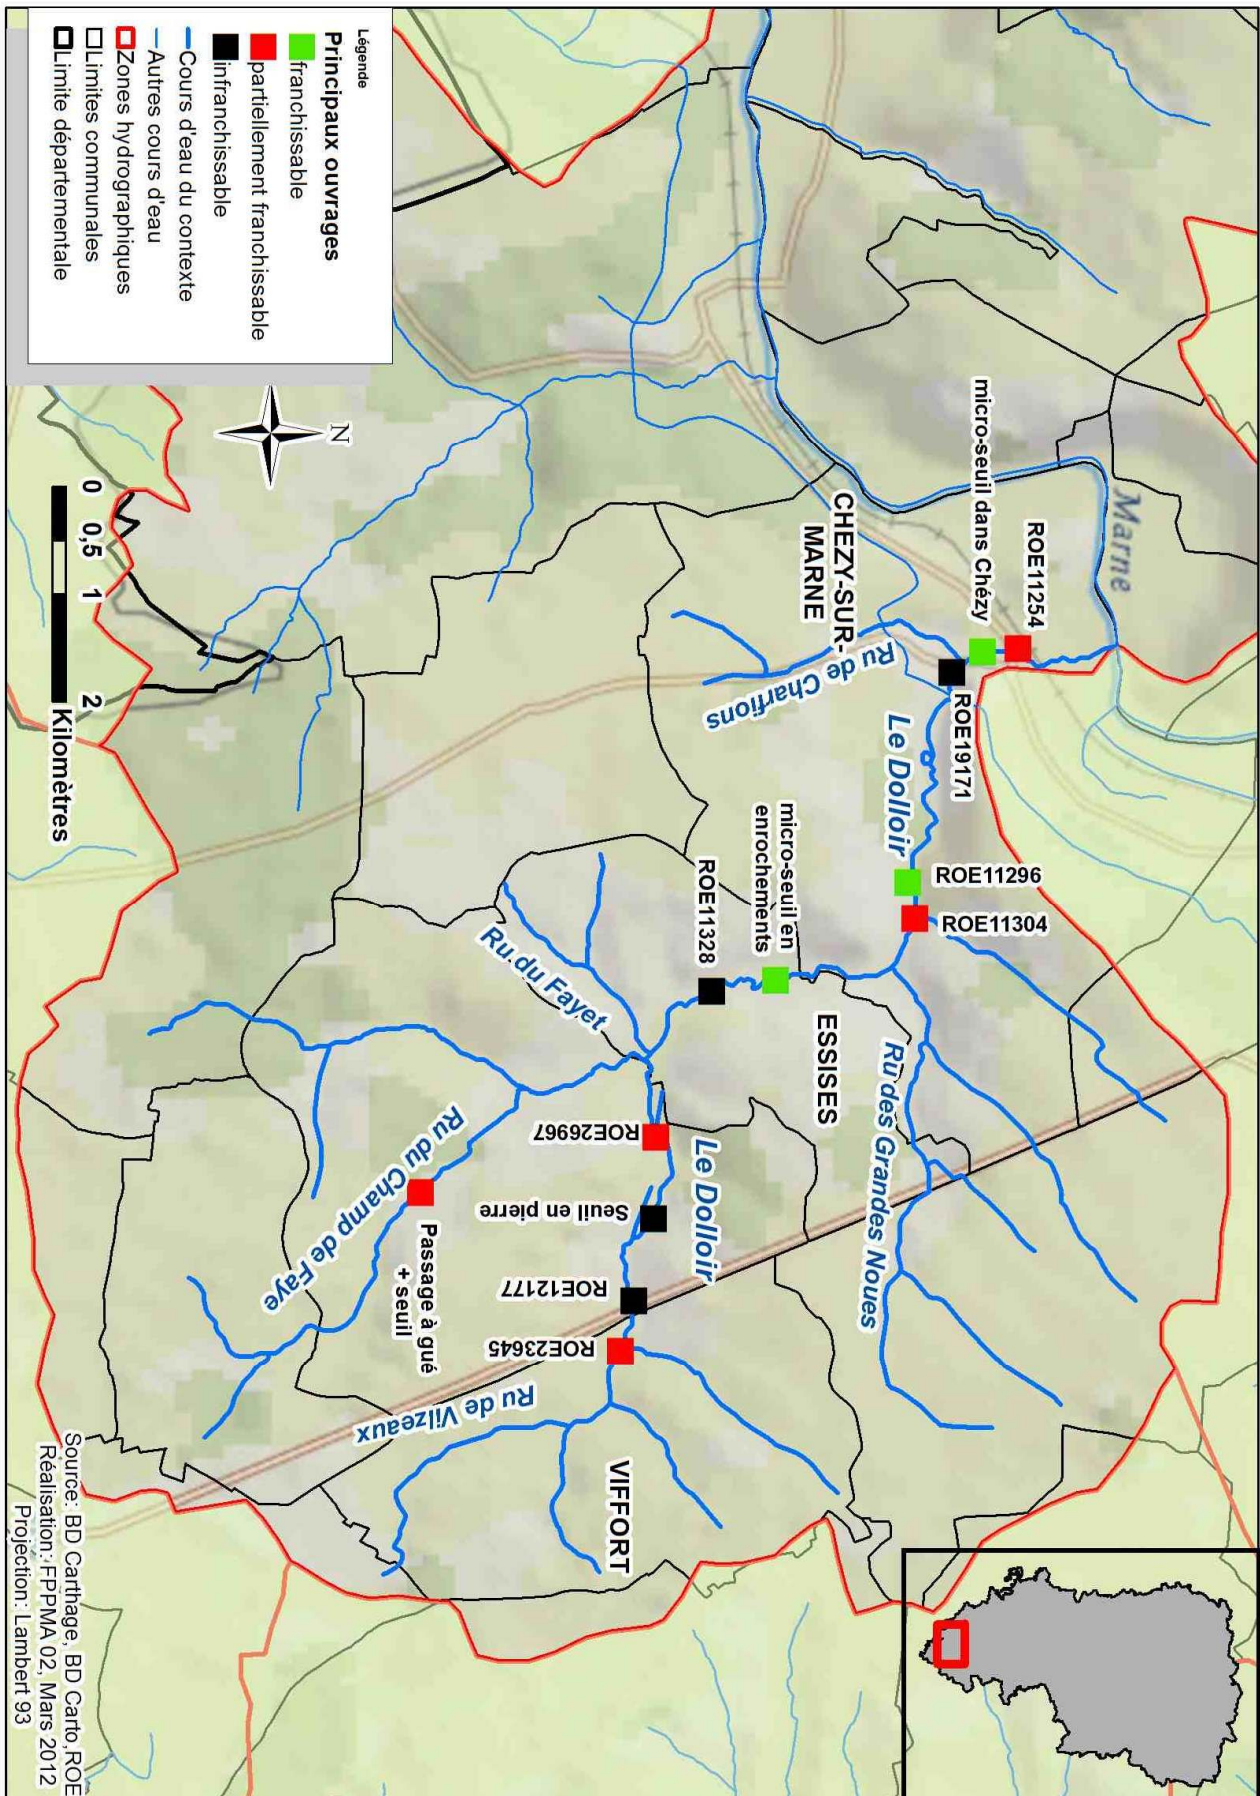 Légende
Principaux ouvrages
franchissable
partiellement franchissable
infranchissable
Cours d'eau du contexte
Autres cours d'eau
Zones hydrographiques
Limites communales
Limite départementale
N
0 0,5 1 2
Kilomètres
Marne
ROE11254
micro-seuil dans Chézy
CHEZY-SUR-
MARNE
ROE19171
Ru de Charfions
Le Dolloir
ROE11296
ROE11304
micro-seuil en
enrochements
ROE11328
ESSISES
Ru des Grandes Noues
Ru du Fayet
Le Dolloir
ROE26967
Seuil en pierre
ROE12177
ROE23645
Ru du Champ de Faye
Passage à gué
+ seuil
Ru de Vilzeaux
VIFFORT
Source: BD Carthage, BD Carto,ROE
Réalisation: FPPMA 02, Mars 2012
Projection: Lambert 93